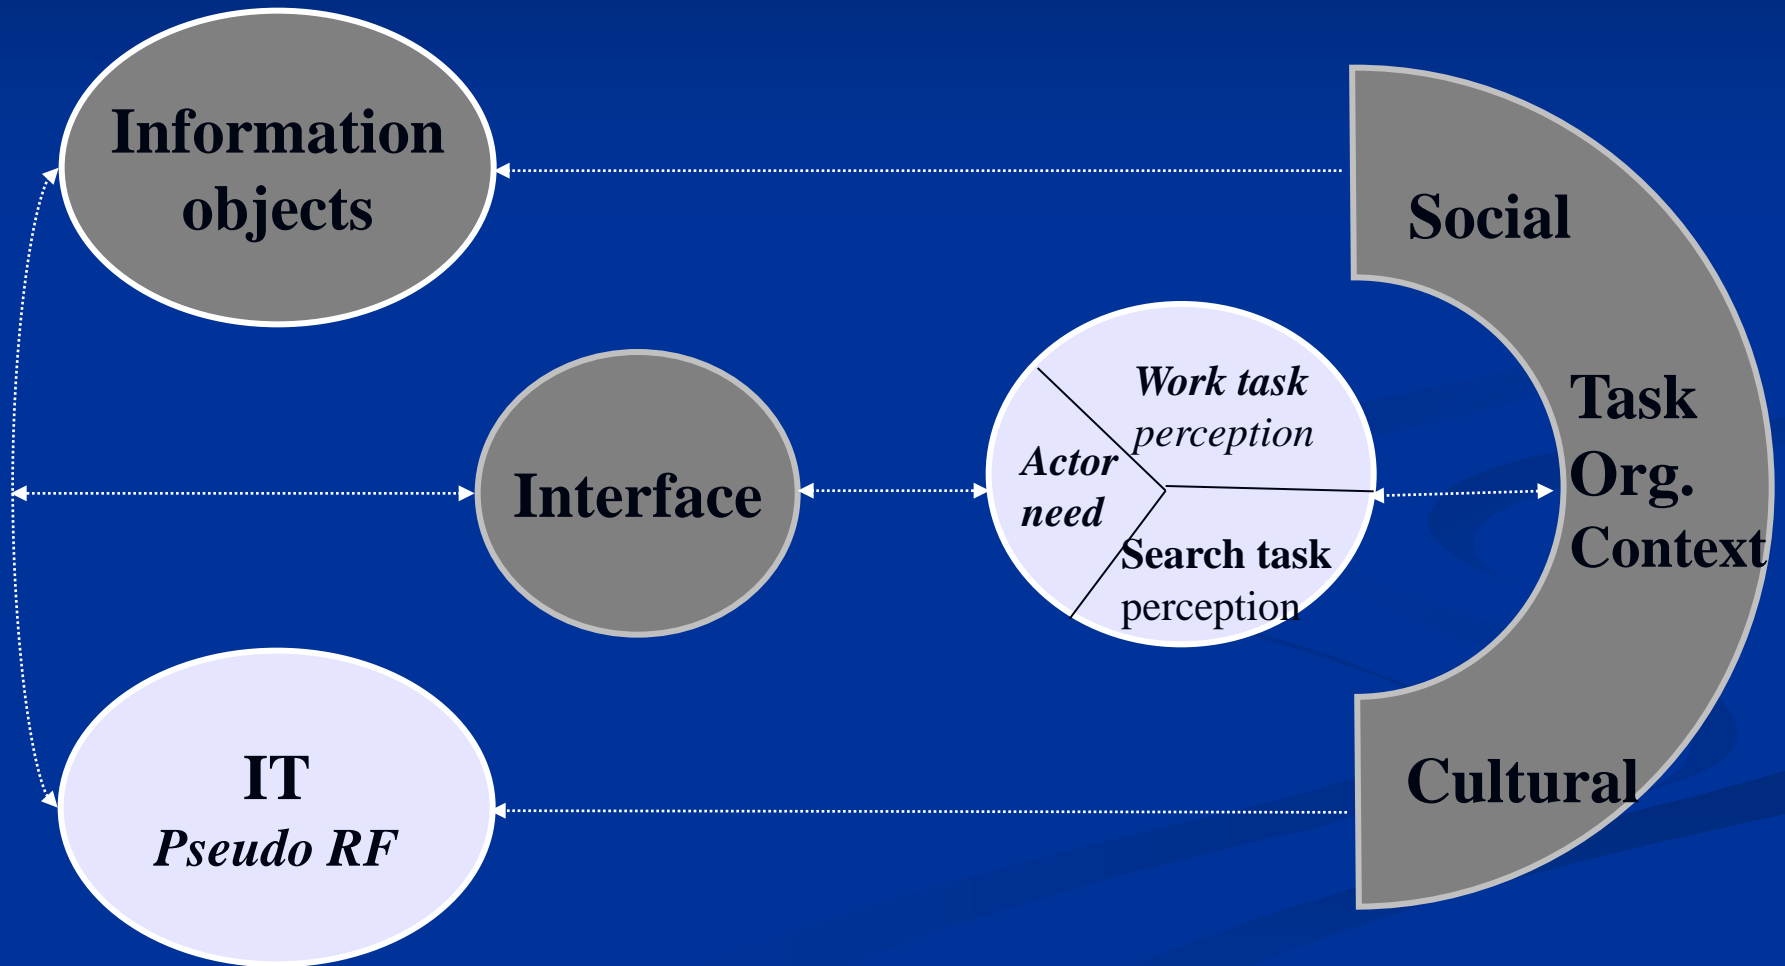 Information
objects
Social
Work task
perception
Actor
need
Task
Org.
Context
Interface
Search task
perception
IT
Pseudo RF
Cultural